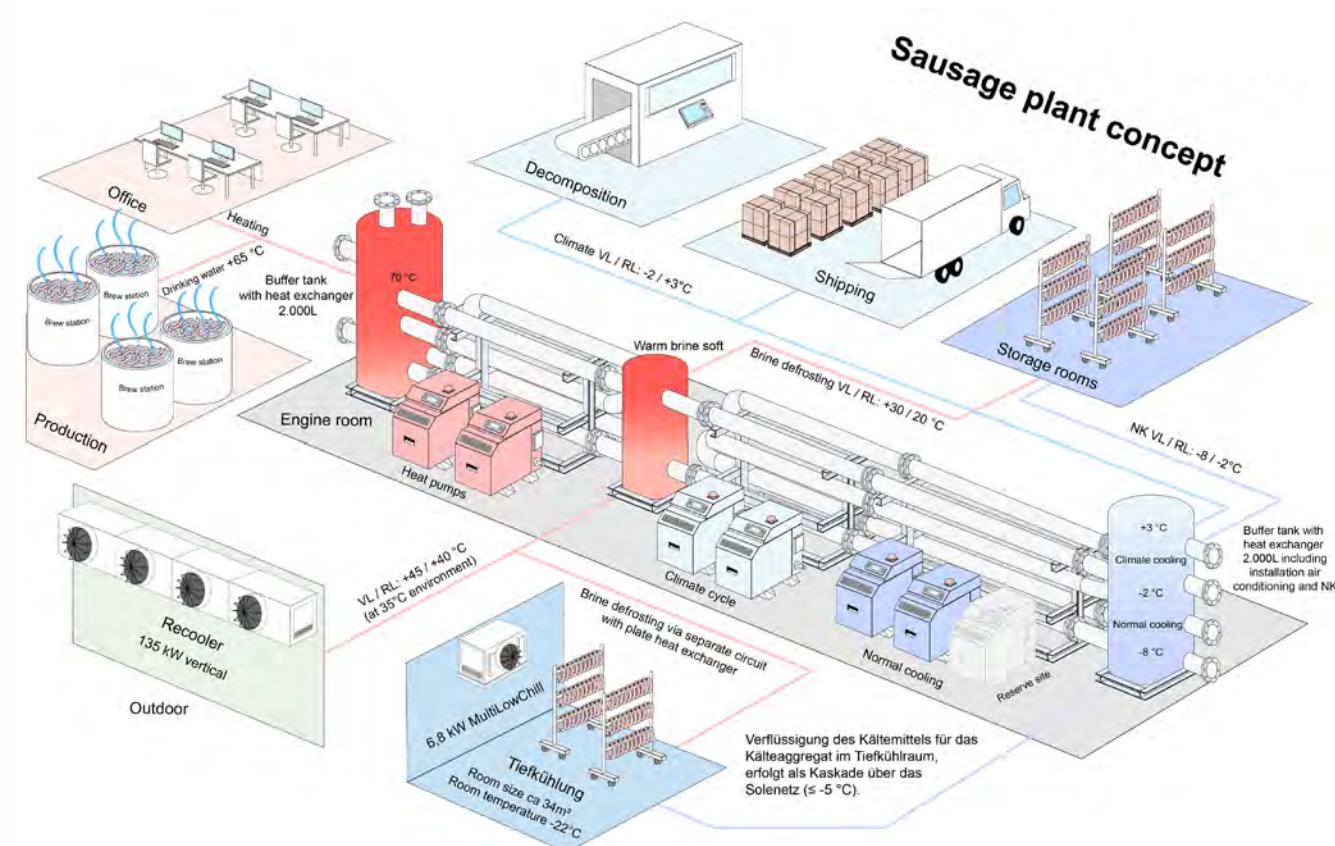 Sausage plant concept
Office
Heating
Drinking water +65 °C
Brew station
Brew station
Brew station
Brew station
Production
Buffer tank
with heat exchanger
2.000L
70 °C
Decomposition
Climate VL / RL: -2 / +3°C
Shipping
Storage rooms
Warm brine soft
Brine defrosting VL / RL: +30 / 20 °C
NK VL / RL: -8 / -2°C
Engine room
Heat pumps
Climate cycle
Normal cooling
Reserve site
+3 °C
Climate cooling
-2 °C
Normal cooling
-8 °C
Buffer tank with
heat exchanger
2.000L including
installation air
conditioning and NK
VL / RL: +45 / +40 °C
(at 35°C environment)
Recooler
135 kW vertical
Outdoor
Brine defrosting via separate circuit
with plate heat exchanger
6,8 kW MultiLowChill
Tiefkühlung
Room size ca 34m²
Room temperature -22°C
Verflüssigung des Kältemittels für das
Kälteaggregat im Tiefkühlraum,
erfolgt als Kaskade über das
Solenetz (≤ -5 °C).